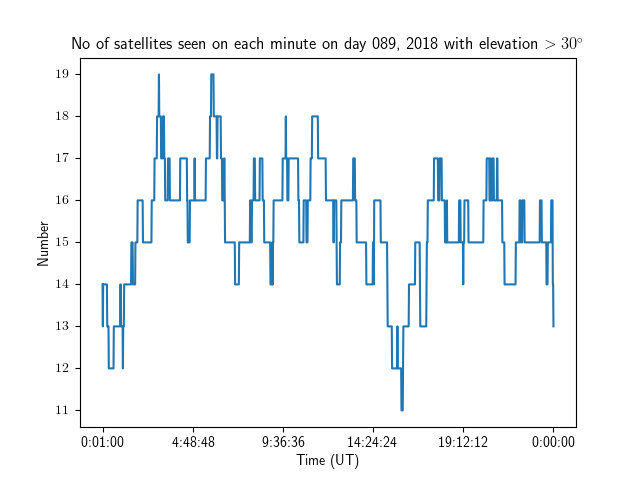 No of satellites seen on each minute on day 089, 2018 with elevation > 30°
19
18
17
16
15
14
13
12
11
Number
0:01:00 4:48:48 9:36:36 14:24:24 19:12:12 0:00:00
Time (UT)